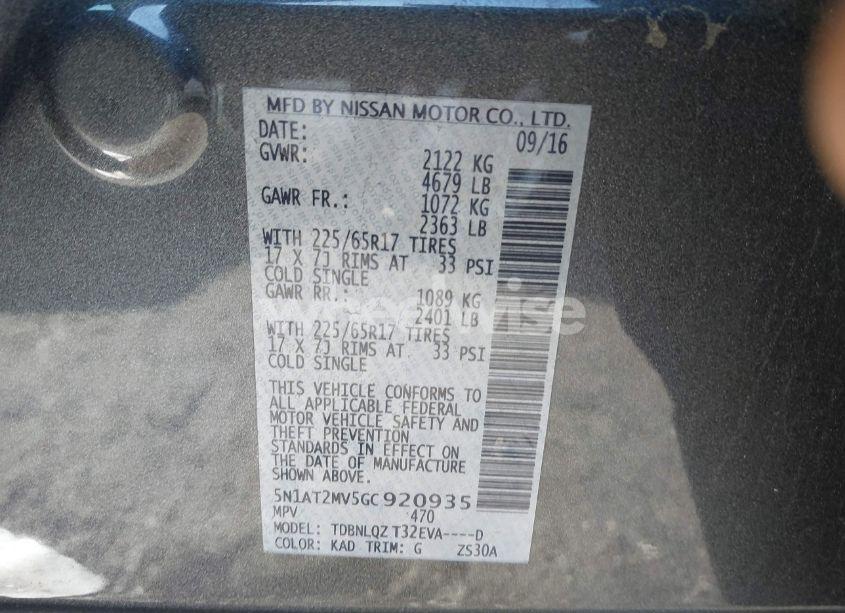 MFD BY NISSAN MOTOR CO., LTD.
DATE: 09/16
GVWR: 2122 KG
4679 LB
GAWR FR.: 1072 KG
2363 LB
WITH 225/65R17 TIRES
17 X 7J RIMS AT 33 PSI
COLD SINGLE
GAWR RR.: 1089 KG
2401 LB
WITH 225/65R17 TIRES
17 X 7J RIMS AT 33 PSI
COLD SINGLE
THIS VEHICLE CONFORMS TO
ALL APPLICABLE FEDERAL
MOTOR VEHICLE SAFETY AND
THEFT PREVENTION
STANDARDS IN EFFECT ON
THE DATE OF MANUFACTURE
SHOWN ABOVE.
5N1AT2MV5GC920935
MPV 470
MODEL: TDBNLQZ T32EVA----D
COLOR: KAD TRIM: G ZS30A